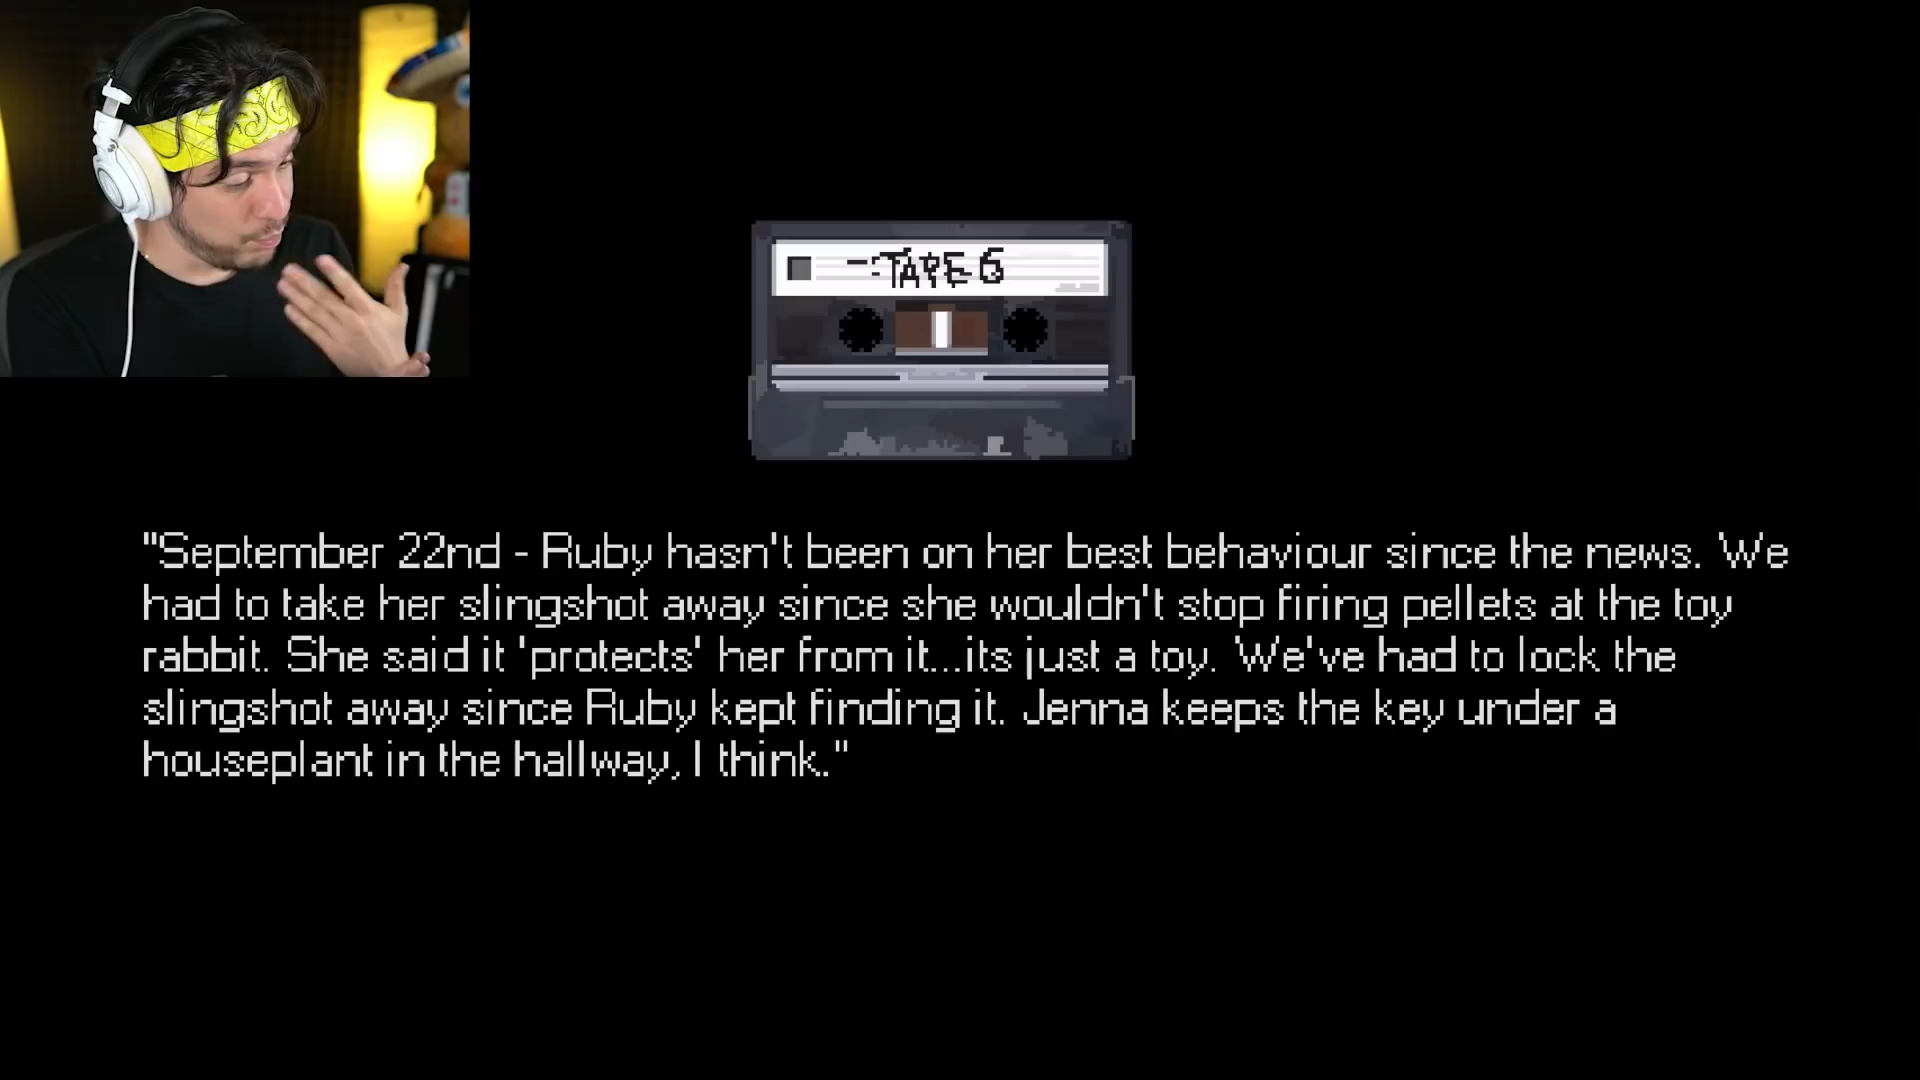 TAPE 6
"September 22nd - Ruby hasn't been on her best behaviour since the news. We
had to take her slingshot away since she wouldn't stop firing pellets at the toy
rabbit. She said it 'protects' her from it...its just a toy. We've had to lock the
slingshot away since Ruby kept finding it. Jenna keeps the key under a
houseplant in the hallway, I think."